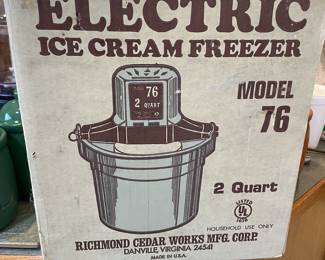 ELECTRIC
ICE CREAM FREEZER
MODEL
76
76
2 QUART
2 Quart
LISTED
UL
HOUSEHOLD USE ONLY
RICHMOND CEDAR WORKS MFG. CORP.
DANVILLE, VIRGINIA 24541
MADE IN U.S.A.